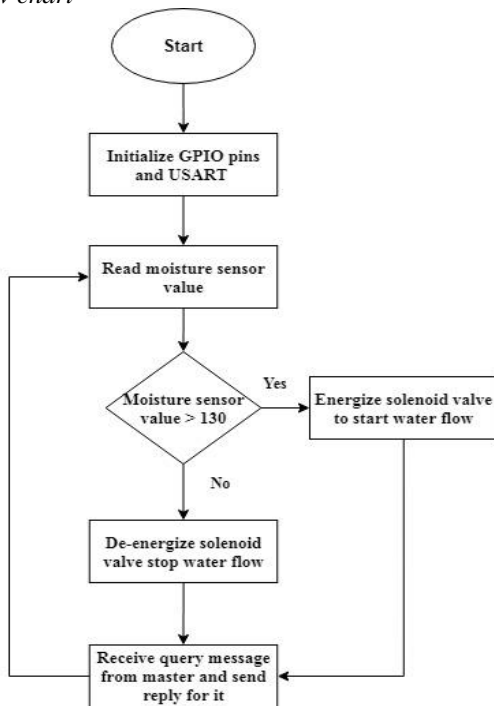 chart
Start
Initialize GPIO pins
and USART
Read moisture sensor
value
Moisture sensor
value > 130
Yes
Energize solenoid valve
to start water flow
No
De-energize solenoid
valve stop water flow
Receive query message
from master and send
reply for it